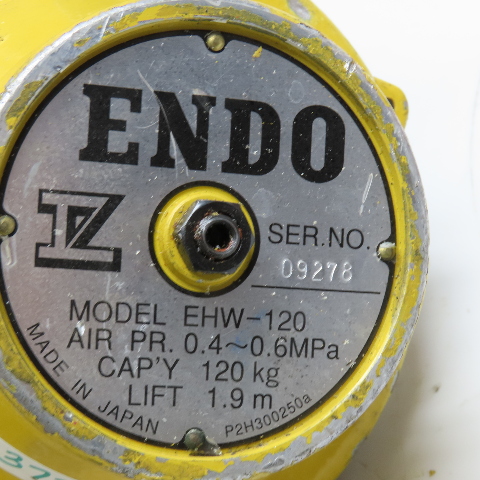 ENDO
SER.NO.
09278
MODEL EHW-120
AIR PR. 0.4~0.6MPa
CAP'Y 120 kg
LIFT 1.9 m
MADE IN JAPAN
P2H300250a
37